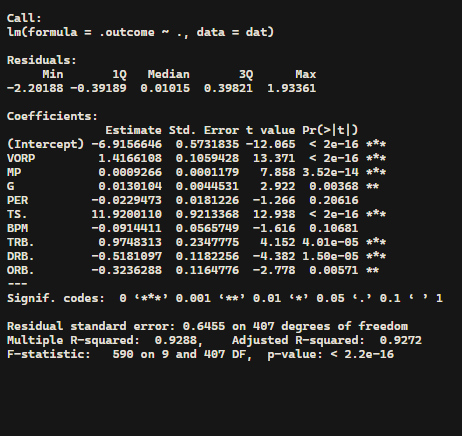 Call:
lm(formula = .outcome ~ ., data = dat)
Residuals:
     Min       1Q   Median       3Q      Max
-2.20188 -0.39189  0.01015  0.39821  1.93361
Coefficients:
              Estimate Std. Error t value Pr(>|t|)
(Intercept) -6.9156646  0.5731835 -12.065  < 2e-16 ***
VORP         1.4166108  0.1059428  13.371  < 2e-16 ***
MP           0.0009266  0.0001179   7.858 3.52e-14 ***
G            0.0130104  0.0044531   2.922  0.00368 **
PER         -0.0229473  0.0181226  -1.266  0.20616
TS.         11.9200110  0.9213368  12.938  < 2e-16 ***
BPM         -0.0914411  0.0565749  -1.616  0.10681
TRB.         0.9748313  0.2347775   4.152 4.01e-05 ***
DRB.        -0.5181097  0.1182256  -4.382 1.50e-05 ***
ORB.        -0.3236288  0.1164776  -2.778  0.00571 **
---
Signif. codes:  0 ‘***’ 0.001 ‘**’ 0.01 ‘*’ 0.05 ‘.’ 0.1 ‘ ’ 1
Residual standard error: 0.6455 on 407 degrees of freedom
Multiple R-squared:  0.9288,    Adjusted R-squared:  0.9272
F-statistic:   590 on 9 and 407 DF,  p-value: < 2.2e-16